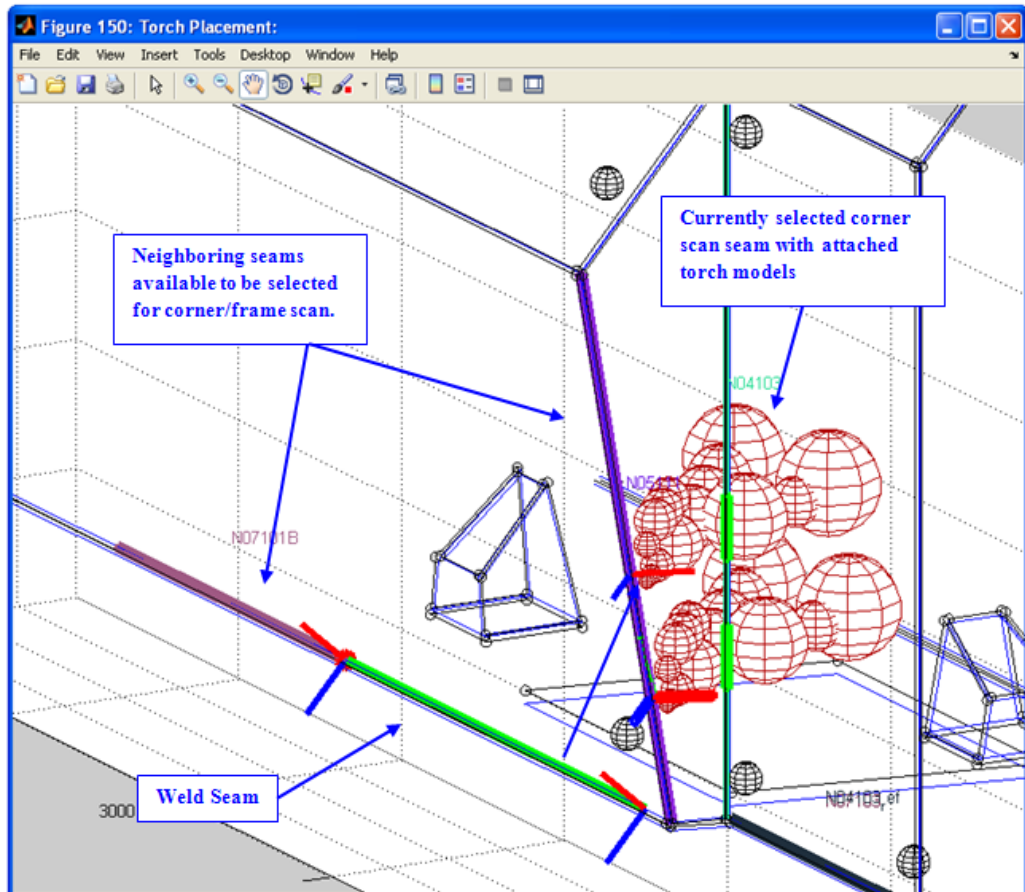 Figure 150: Torch Placement:
File Edit View Insert Tools Desktop Window Help
Currently selected corner
scan seam with attached
torch models
Neighboring seams
available to be selected
for corner/frame scan.
N04103
N07101B
Weld Seam
3000